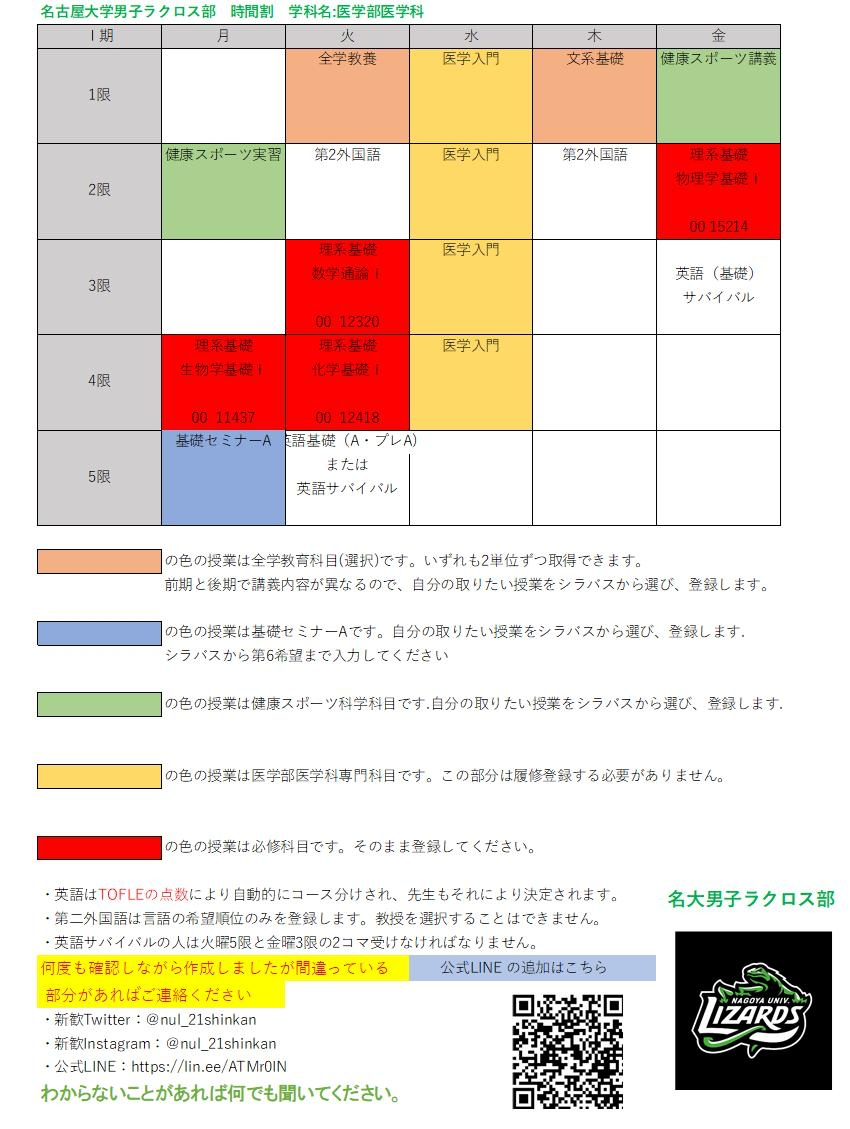 名古屋大学男子ラクロス部　時間割　学科名:医学部医学科
Ⅰ期 月 火 水 木 金
1限 全学教養 医学入門 文系基礎 健康スポーツ講義
2限 健康スポーツ実習 第2外国語 医学入門 第2外国語 理系基礎
物理学基礎Ⅰ
00 15214
3限 理系基礎 医学入門
数学通論Ⅰ
00 12320
英語（基礎）
サバイバル
4限 理系基礎 理系基礎 医学入門
生物学基礎Ⅰ 化学基礎Ⅰ
00 11437 00 12418
5限 基礎セミナーA 英語基礎（A・プレA）
または
英語サバイバル
の色の授業は全学教育科目(選択)です。いずれも2単位ずつ取得できます。
前期と後期で講義内容が異なるので、自分の取りたい授業をシラバスから選び、登録します。
の色の授業は基礎セミナーAです。自分の取りたい授業をシラバスから選び、登録します.
シラバスから第6希望まで入力してください
の色の授業は健康スポーツ科学科目です.自分の取りたい授業をシラバスから選び、登録します.
の色の授業は医学部医学科専門科目です。この部分は履修登録する必要がありません。
の色の授業は必修科目です。そのまま登録してください。
・英語はTOFLEの点数により自動的にコース分けされ、先生もそれにより決定されます。
・第二外国語は言語の希望順位のみを登録します。教授を選択することはできません。
・英語サバイバルの人は火曜5限と金曜3限の2コマ受けなければなりません。
何度も確認しながら作成しましたが間違っている
部分があればご連絡ください
・新歓Twitter：@nul_21shinkan
・新歓Instagram：@nul_21shinkan
・公式LINE：https://lin.ee/ATMr0IN
わからないことがあれば何でも聞いてください。
公式LINE の追加はこちら
名大男子ラクロス部
NAGOYA UNIV.
LIZARDS